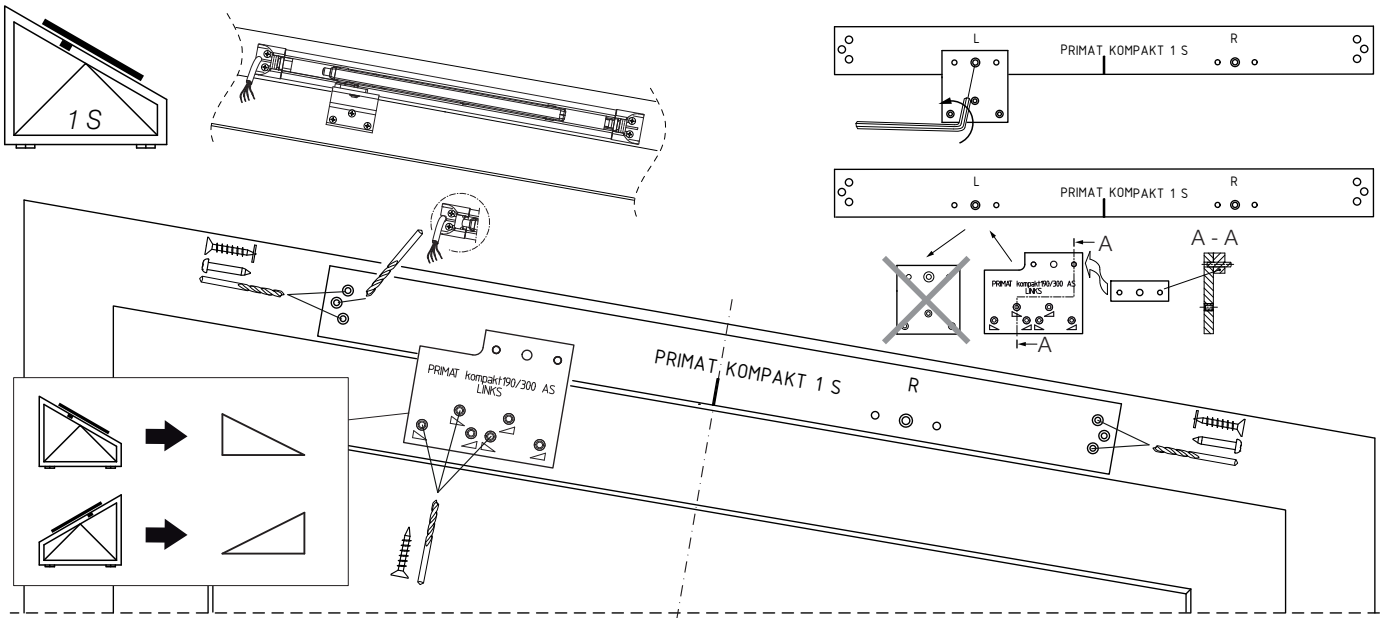 1 S
L
PRIMAT KOMPAKT 1 S
R
L
PRIMAT KOMPAKT 1 S
R
A
A - A
PRIMAT kompakt190/300 AS
LINKS
A
PRIMAT KOMPAKT 1 S
R
PRIMAT kompakt190/300 AS
LINKS